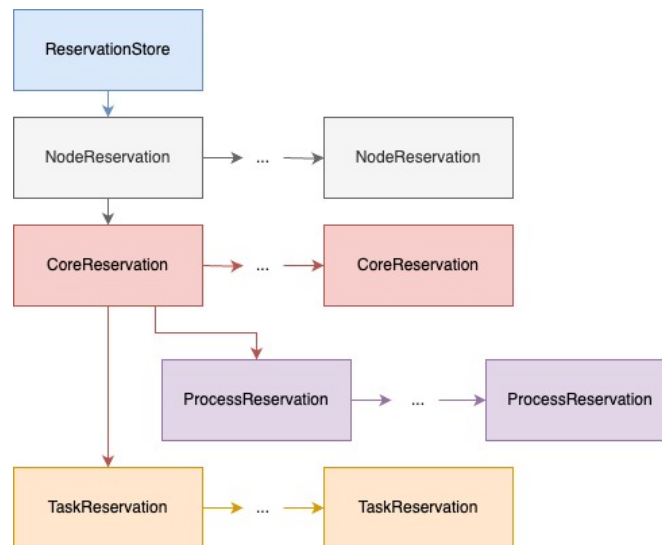 ReservationStore
NodeReservation ... NodeReservation
CoreReservation ... CoreReservation
ProcessReservation ... ProcessReservation
TaskReservation ... TaskReservation